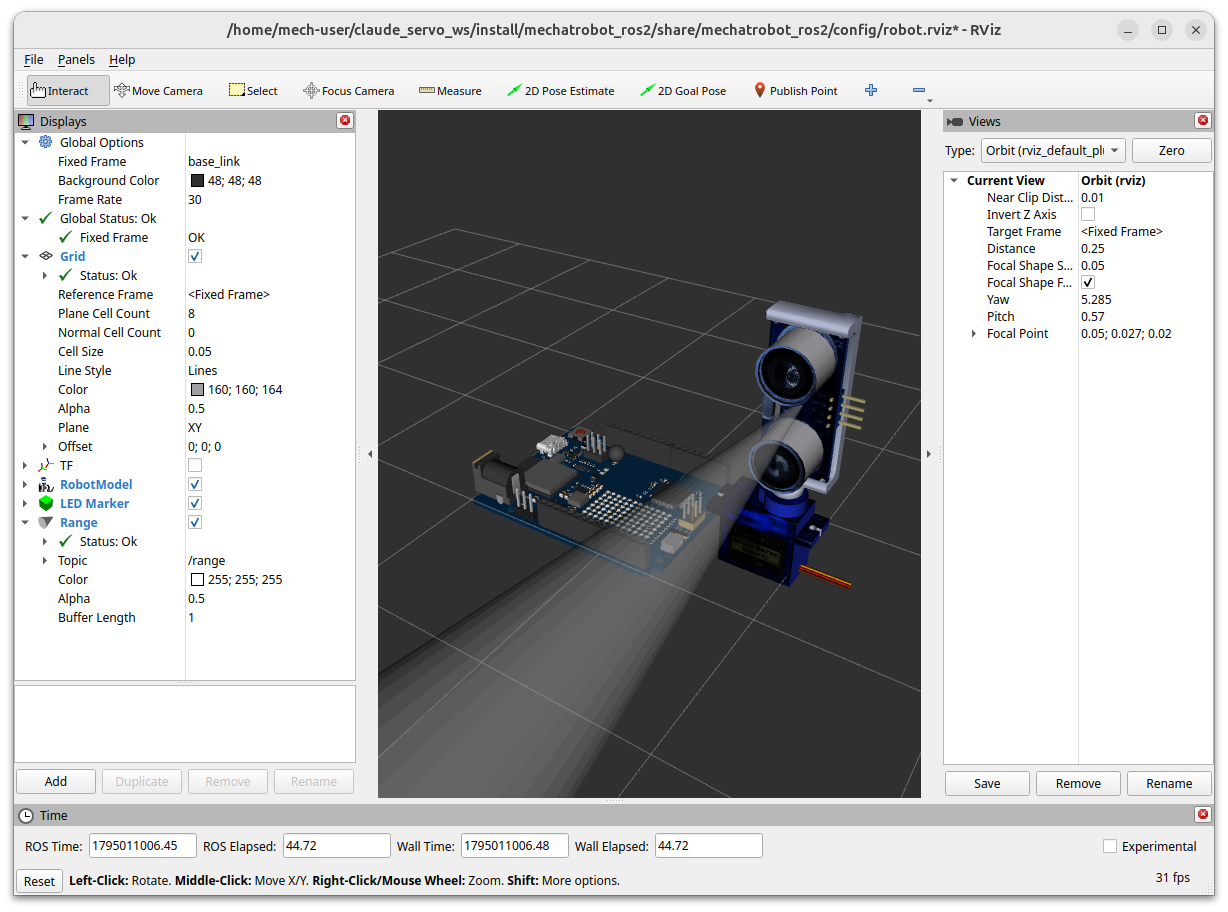 /home/mech-user/claude_servo_ws/install/mechatrobot_ros2/share/mechatrobot_ros2/config/robot.rviz* - RViz
File Panels Help
Interact Move Camera Select Focus Camera Measure 2D Pose Estimate 2D Goal Pose Publish Point
Displays
Global Options
Fixed Frame base_link
Background Color 48; 48; 48
Frame Rate 30
Global Status: Ok
Fixed Frame OK
Grid
Status: Ok
Reference Frame <Fixed Frame>
Plane Cell Count 8
Normal Cell Count 0
Cell Size 0.05
Line Style Lines
Color 160; 160; 164
Alpha 0.5
Plane XY
Offset 0; 0; 0
TF
RobotModel
LED Marker
Range
Status: Ok
Topic /range
Color 255; 255; 255
Alpha 0.5
Buffer Length 1
Add Duplicate Remove Rename
Views
Type: Orbit (rviz_default_pl Zero
Current View Orbit (rviz)
Near Clip Dist... 0.01
Invert Z Axis
Target Frame <Fixed Frame>
Distance 0.25
Focal Shape S... 0.05
Focal Shape F...
Yaw 5.285
Pitch 0.57
Focal Point 0.05; 0.027; 0.02
Save Remove Rename
Time
ROS Time: 1795011006.45 ROS Elapsed: 44.72 Wall Time: 1795011006.48 Wall Elapsed: 44.72 Experimental
Reset Left-Click: Rotate. Middle-Click: Move X/Y. Right-Click/Mouse Wheel: Zoom. Shift: More options. 31 fps